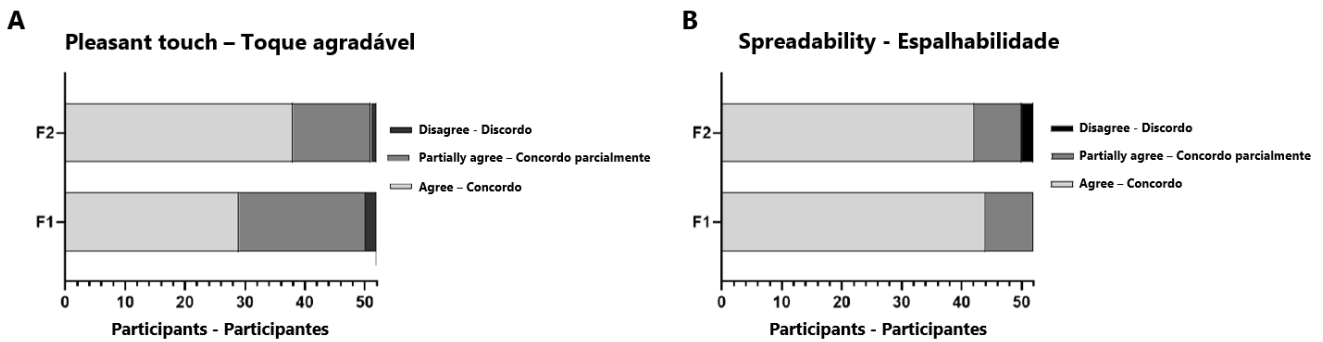 A
Pleasant touch – Toque agradável
F2
F1
0 10 20 30 40 50
Participants - Participantes
Disagree - Discordo
Partially agree – Concordo parcialmente
Agree – Concordo
B
Spreadability - Espalhabilidade
F2
F1
0 10 20 30 40 50
Participants - Participantes
Disagree - Discordo
Partially agree – Concordo parcialmente
Agree – Concordo